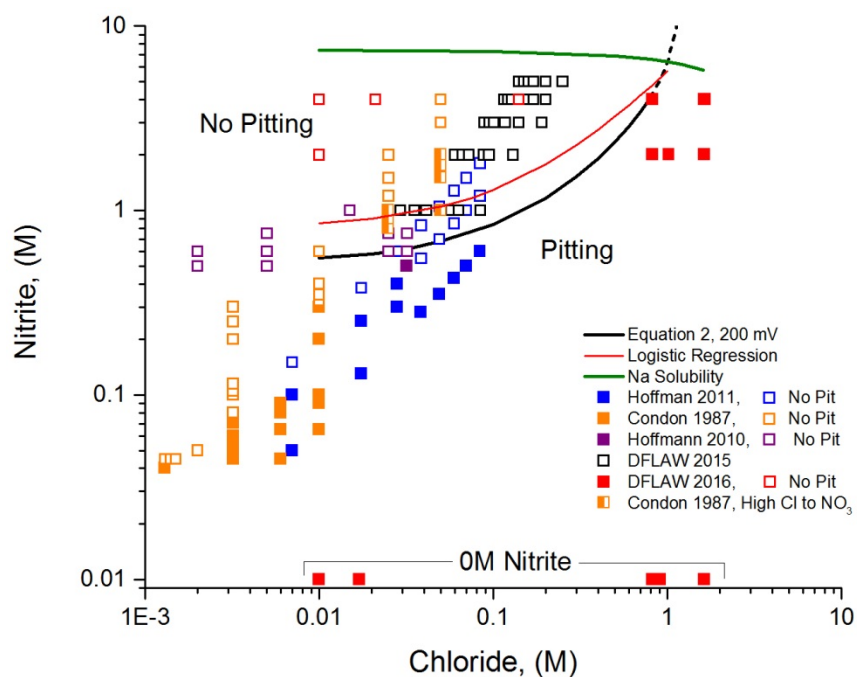 10
No Pitting
1
Nitrite, (M)
Pitting
Equation 2, 200 mV
Logistic Regression
Na Solubility
Hoffman 2011, No Pit
0.1
Condon 1987, No Pit
Hoffmann 2010, No Pit
DFLAW 2015
DFLAW 2016, No Pit
Condon 1987, High Cl to NO₃
0M Nitrite
0.01
1E-3 0.01 0.1 1 10
Chloride, (M)